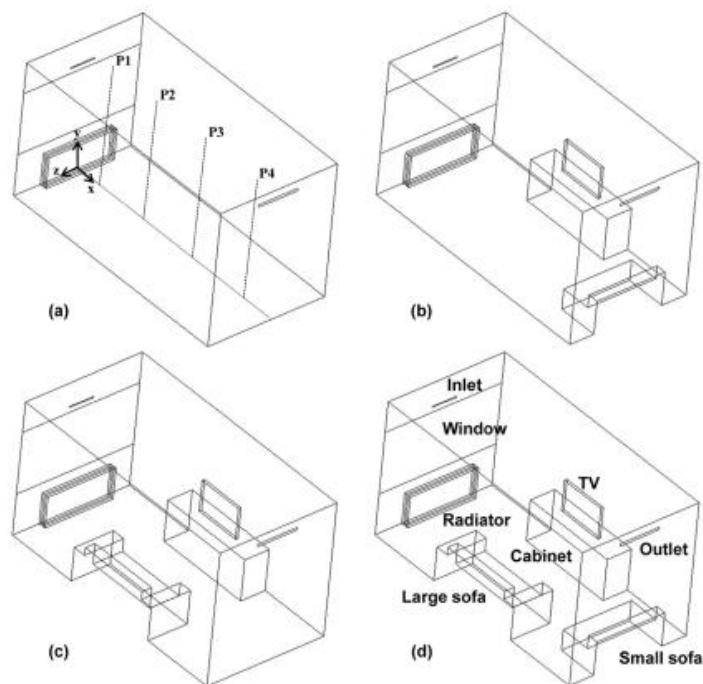 P1
P2
P3
P4
y
z
x
(a)
(b)
Inlet
Window
TV
Radiator
Cabinet
Outlet
Large sofa
Small sofa
(c)
(d)